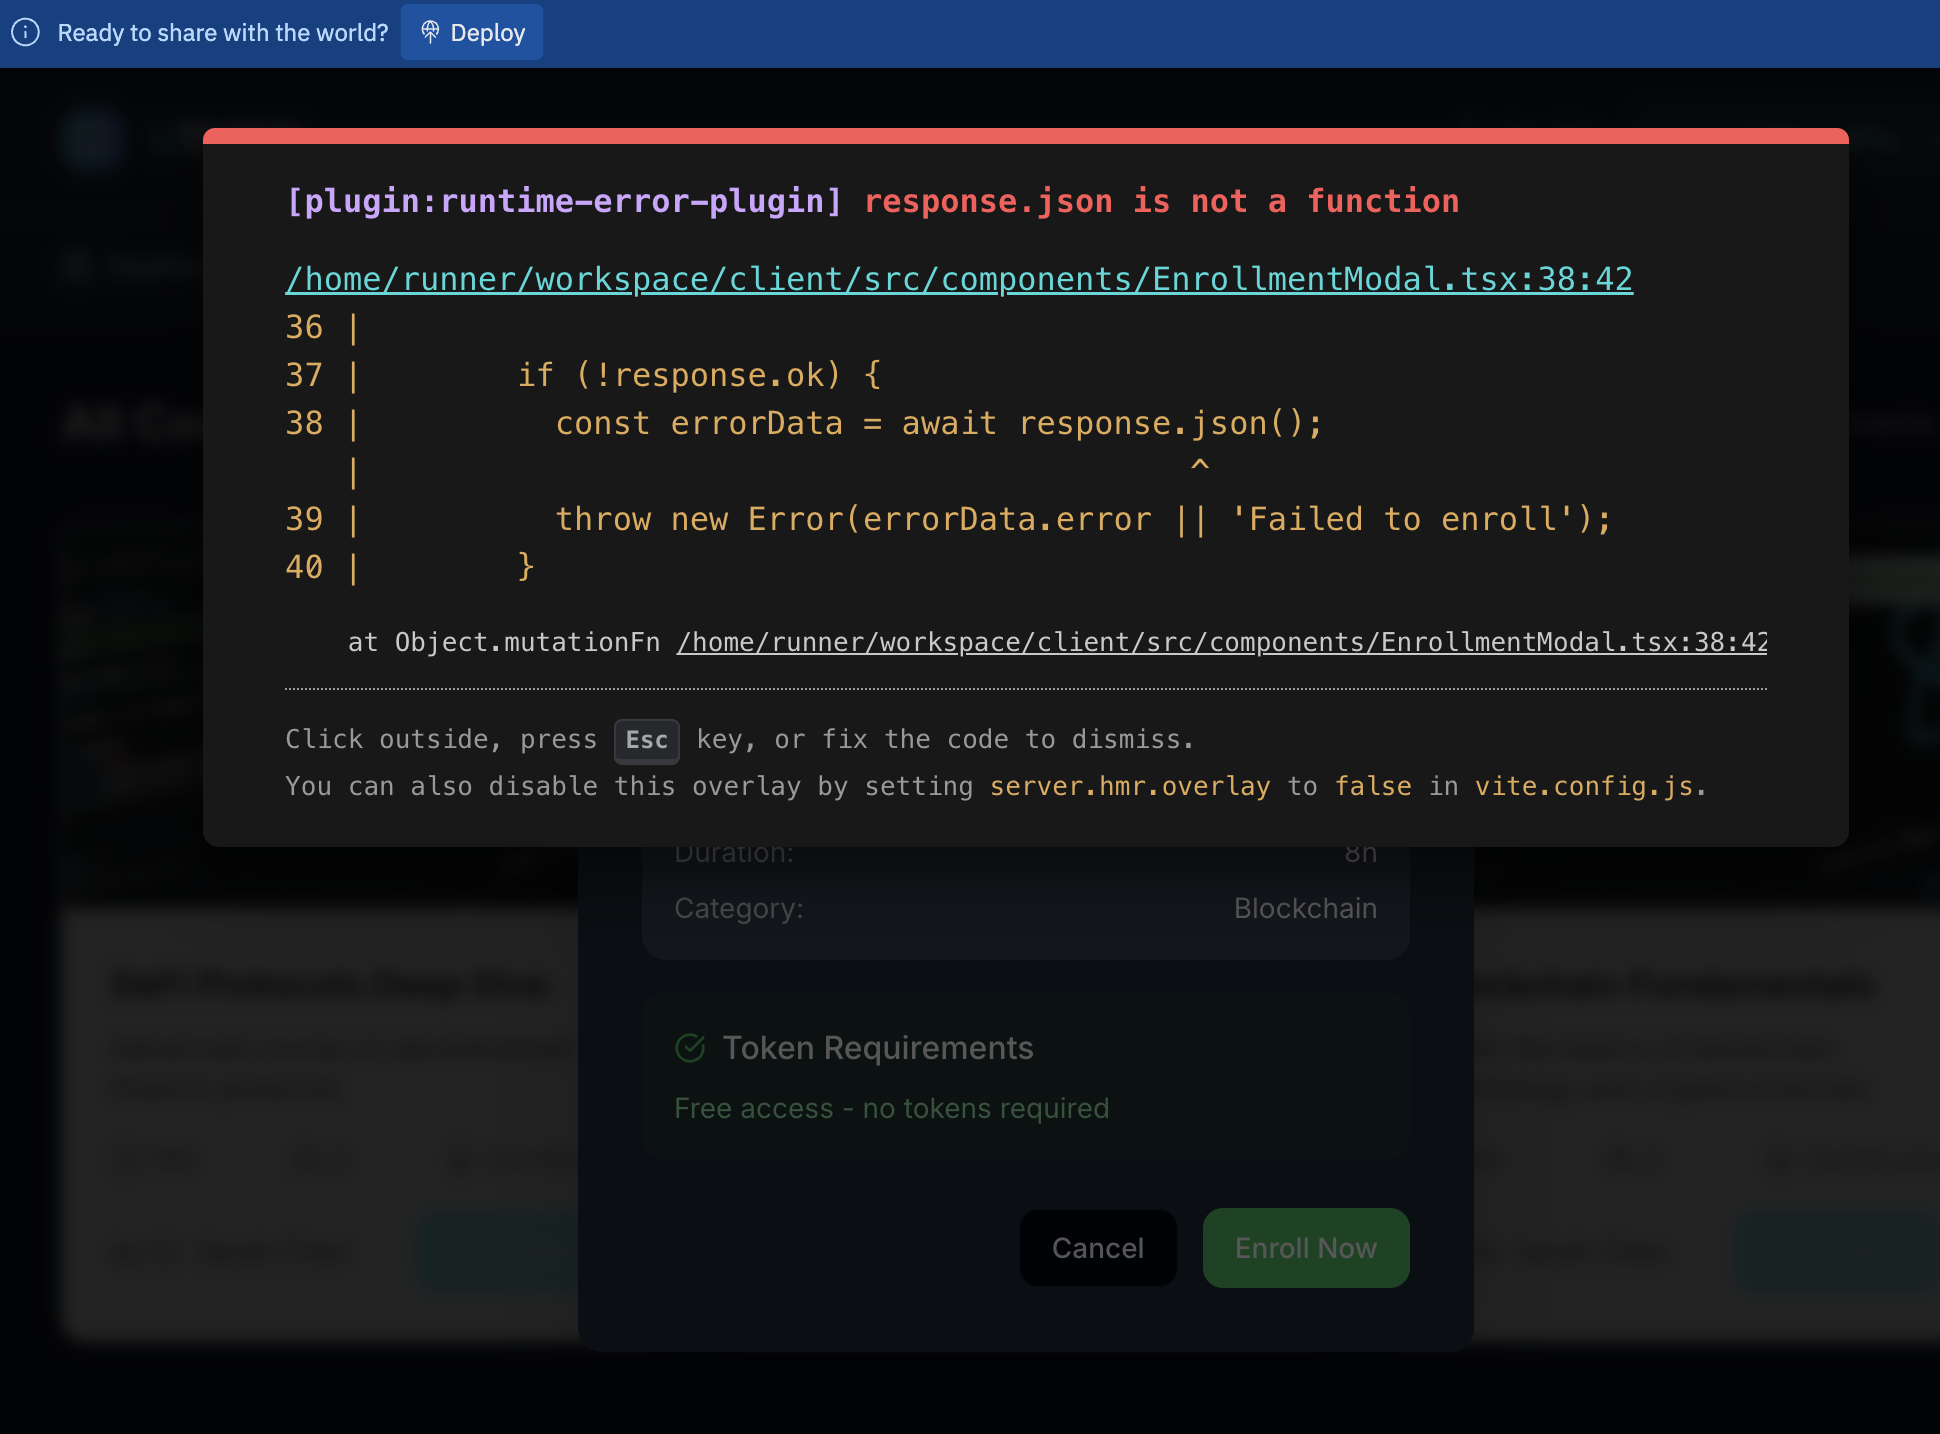 Ready to share with the world? Deploy
[plugin:runtime-error-plugin] response.json is not a function
/home/runner/workspace/client/src/components/EnrollmentModal.tsx:38:42
36 |
37 |        if (!response.ok) {
38 |          const errorData = await response.json();
   |                                           ^
39 |          throw new Error(errorData.error || 'Failed to enroll');
40 |        }
at Object.mutationFn /home/runner/workspace/client/src/components/EnrollmentModal.tsx:38:42
Click outside, press Esc key, or fix the code to dismiss.
You can also disable this overlay by setting server.hmr.overlay to false in vite.config.js.
Duration: 8h
Category: Blockchain
DeFi Protocols Deep Dive
Fundamentals
Token Requirements
Free access - no tokens required
Cancel Enroll Now